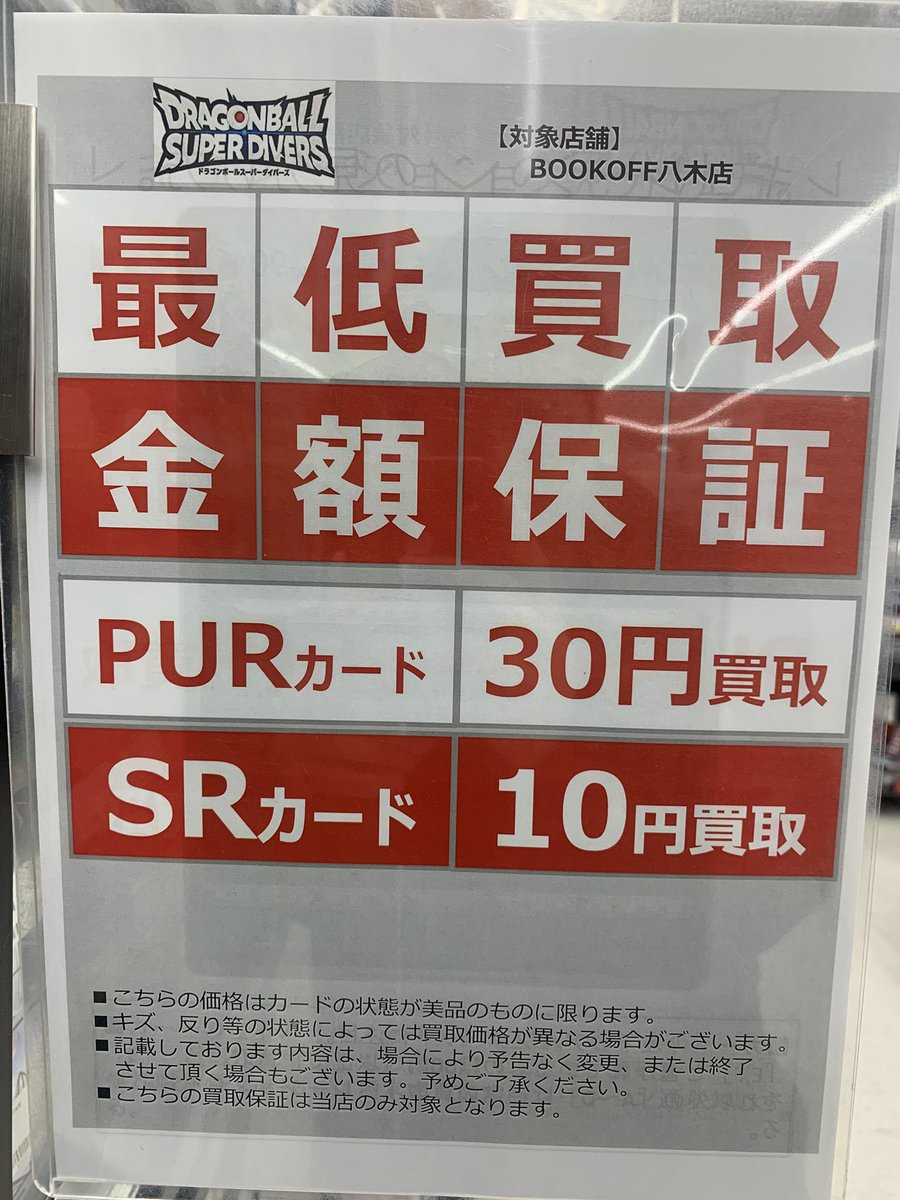 DRAGONBALL
SUPER DIVERS
ドラゴンボールスーパーダイバーズ
【対象店舗】
BOOKOFF八木店
最低買取
金額保証
PURカード 30円買取
SRカード 10円買取
■こちらの価格はカードの状態が美品のものに限ります。
■キズ、反り等の状態によっては買取価格が異なる場合がございます。
■記載しております内容は、場合により予告なく変更、または終了
させて頂く場合もございます。予めご了承ください。
■こちらの買取保証は当店のみ対象となります。